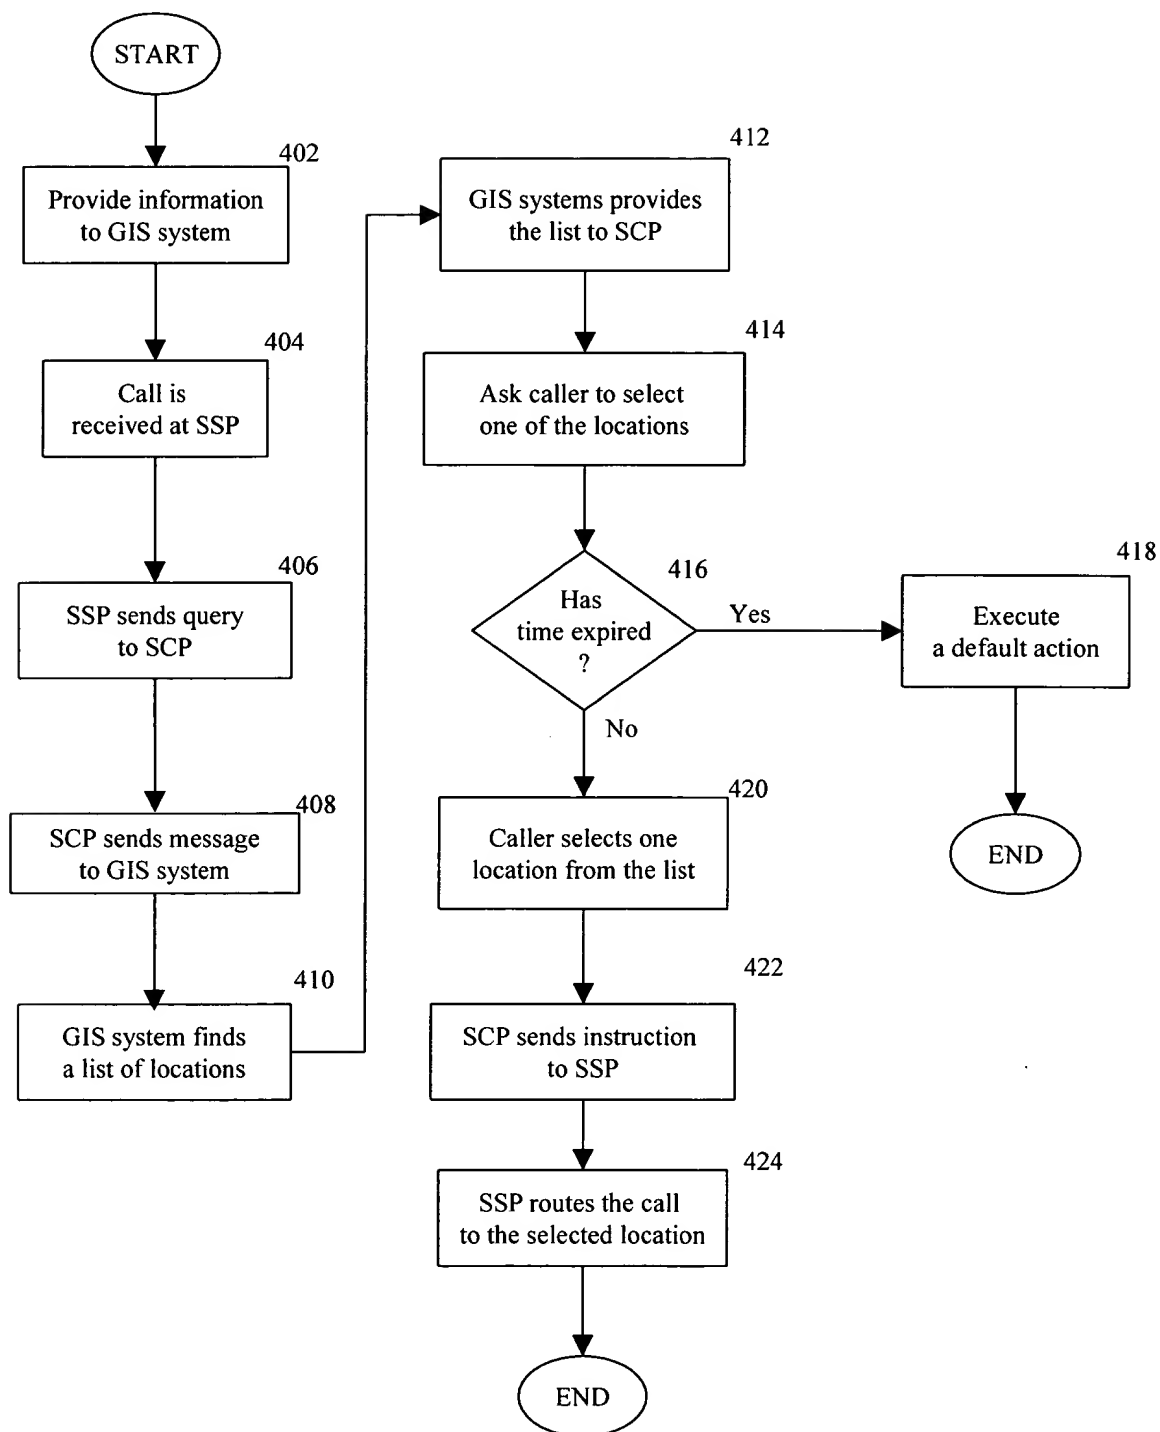 START
402
Provide information
to GIS system
404
Call is
received at SSP
406
SSP sends query
to SCP
408
SCP sends message
to GIS system
410
GIS system finds
a list of locations
412
GIS systems provides
the list to SCP
414
Ask caller to select
one of the locations
416
Has
time expired
?
Yes
No
418
Execute
a default action
END
420
Caller selects one
location from the list
422
SCP sends instruction
to SSP
424
SSP routes the call
to the selected location
END